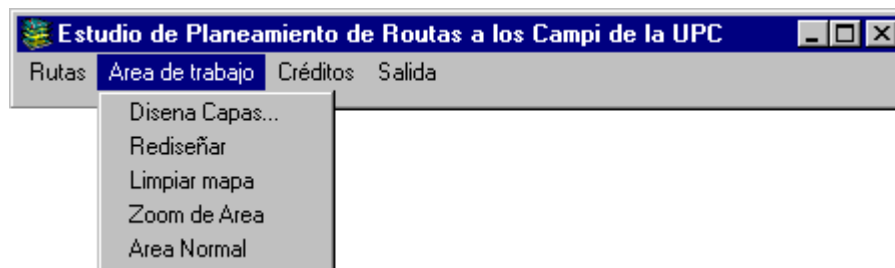 Estudio de Planeamiento de Routas a los Campi de la UPC
Rutas Area de trabajo Créditos Salida
Disena Capas...
Rediseñar
Limpiar mapa
Zoom de Area
Area Normal